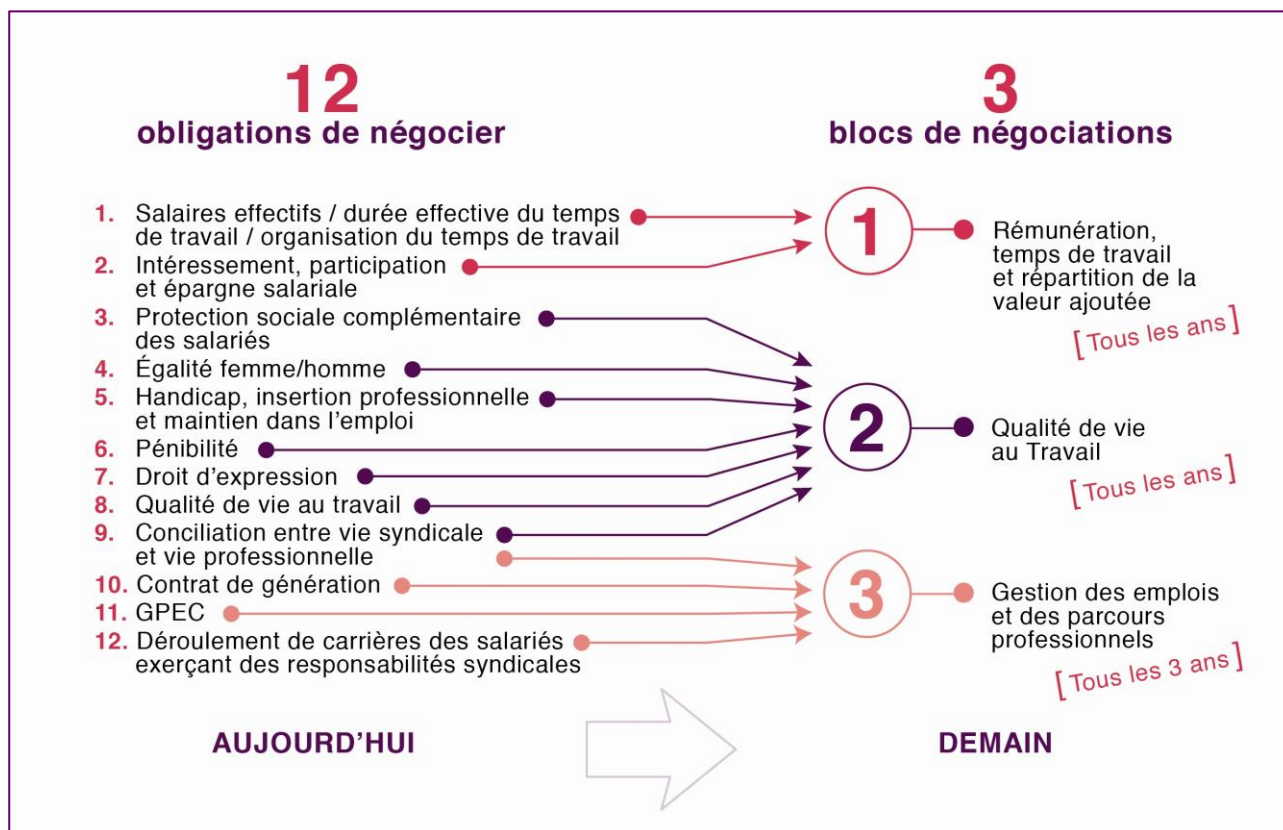 12
obligations de négocier
1. Salaires effectifs / durée effective du temps
de travail / organisation du temps de travail
2. Intéressement, participation
et épargne salariale
3. Protection sociale complémentaire
des salariés
4. Égalité femme/homme
5. Handicap, insertion professionnelle
et maintien dans l’emploi
6. Pénibilité
7. Droit d’expression
8. Qualité de vie au travail
9. Conciliation entre vie syndicale
et vie professionnelle
10. Contrat de génération
11. GPEC
12. Déroulement de carrières des salariés
exerçant des responsabilités syndicales
AUJOURD’HUI
3
blocs de négociations
1
Rémunération,
temps de travail
et répartition de la
valeur ajoutée
[Tous les ans]
2
Qualité de vie
au Travail
[Tous les ans]
3
Gestion des emplois
et des parcours
professionnels
[Tous les 3 ans]
DEMAIN